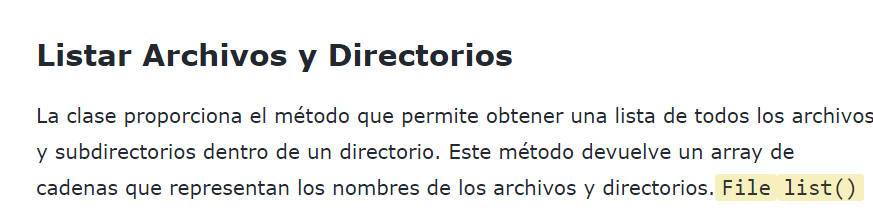 Listar Archivos y Directorios
La clase proporciona el método que permite obtener una lista de todos los archivos
y subdirectorios dentro de un directorio. Este método devuelve un array de
cadenas que representan los nombres de los archivos y directorios. File list()